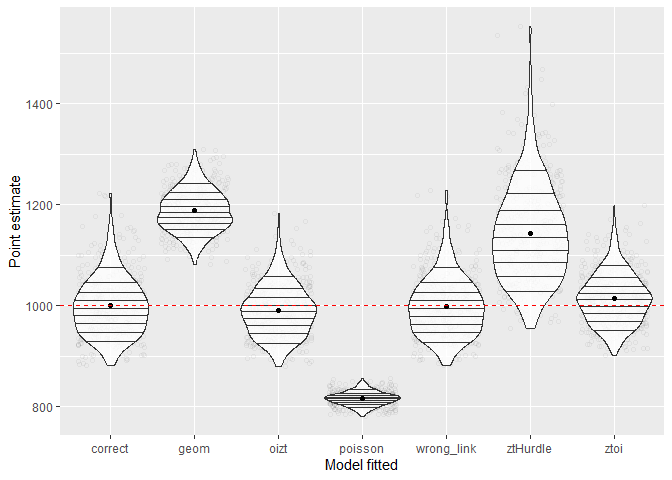 Point estimate
1400
1200
1000
800
correct geom oizt poisson wrong_link ztHurdle ztoi
Model fitted